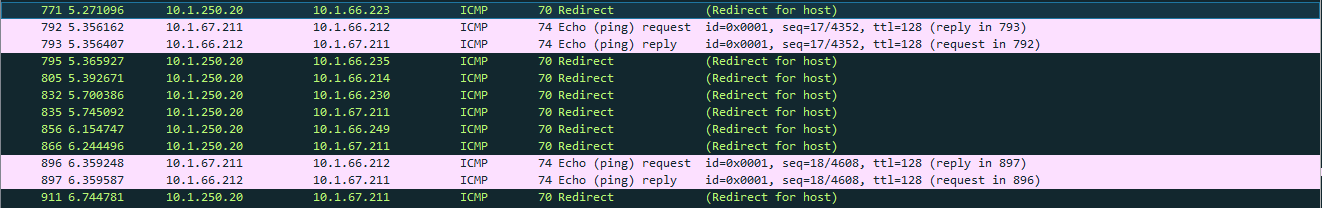 771 5.271096 10.1.250.20 10.1.66.223 ICMP 70 Redirect (Redirect for host)
792 5.356162 10.1.67.211 10.1.66.212 ICMP 74 Echo (ping) request id=0x0001, seq=17/4352, ttl=128 (reply in 793)
793 5.356407 10.1.66.212 10.1.67.211 ICMP 74 Echo (ping) reply id=0x0001, seq=17/4352, ttl=128 (request in 792)
795 5.365927 10.1.250.20 10.1.66.235 ICMP 70 Redirect (Redirect for host)
805 5.392671 10.1.250.20 10.1.66.214 ICMP 70 Redirect (Redirect for host)
832 5.700386 10.1.250.20 10.1.66.230 ICMP 70 Redirect (Redirect for host)
835 5.745092 10.1.250.20 10.1.67.211 ICMP 70 Redirect (Redirect for host)
856 6.154747 10.1.250.20 10.1.66.249 ICMP 70 Redirect (Redirect for host)
866 6.244496 10.1.250.20 10.1.67.211 ICMP 70 Redirect (Redirect for host)
896 6.359248 10.1.67.211 10.1.66.212 ICMP 74 Echo (ping) request id=0x0001, seq=18/4608, ttl=128 (reply in 897)
897 6.359587 10.1.66.212 10.1.67.211 ICMP 74 Echo (ping) reply id=0x0001, seq=18/4608, ttl=128 (request in 896)
911 6.744781 10.1.250.20 10.1.67.211 ICMP 70 Redirect (Redirect for host)